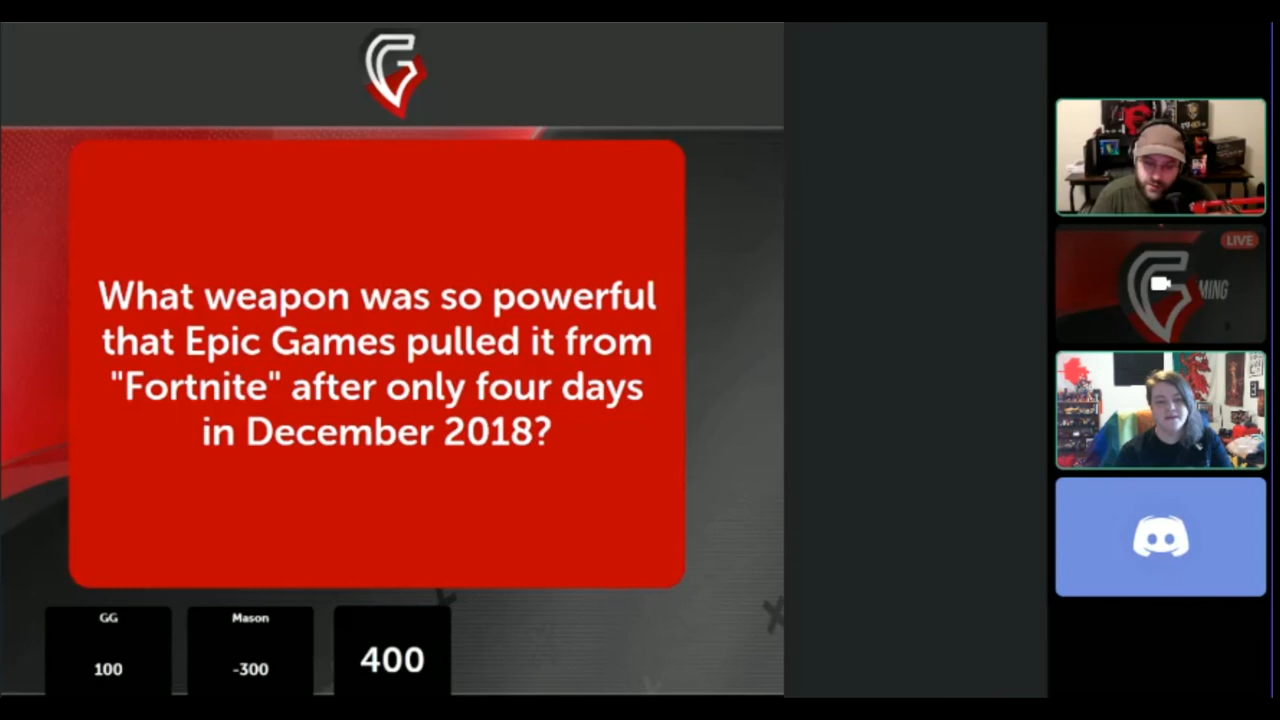 What weapon was so powerful
that Epic Games pulled it from
"Fortnite" after only four days
in December 2018?
GG
100
Mason
-300
400
LIVE
MING